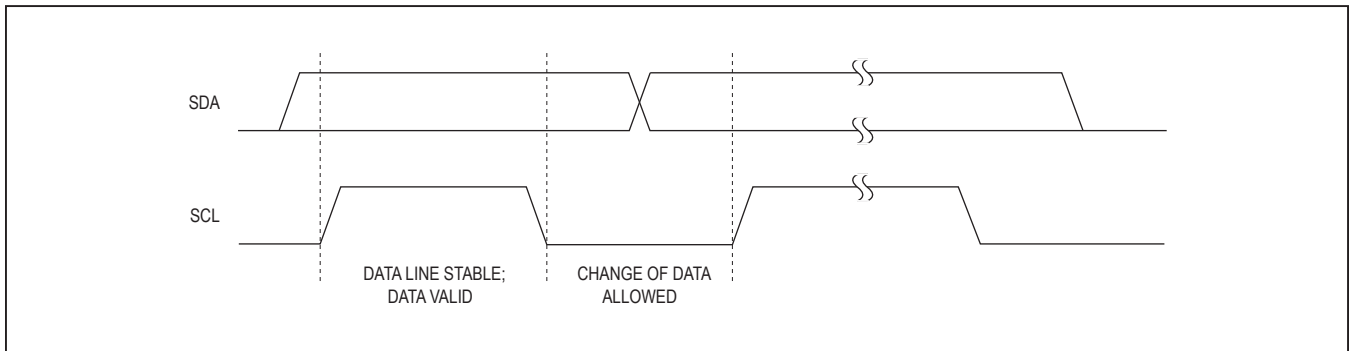 SDA
SCL
DATA LINE STABLE;
DATA VALID
CHANGE OF DATA
ALLOWED